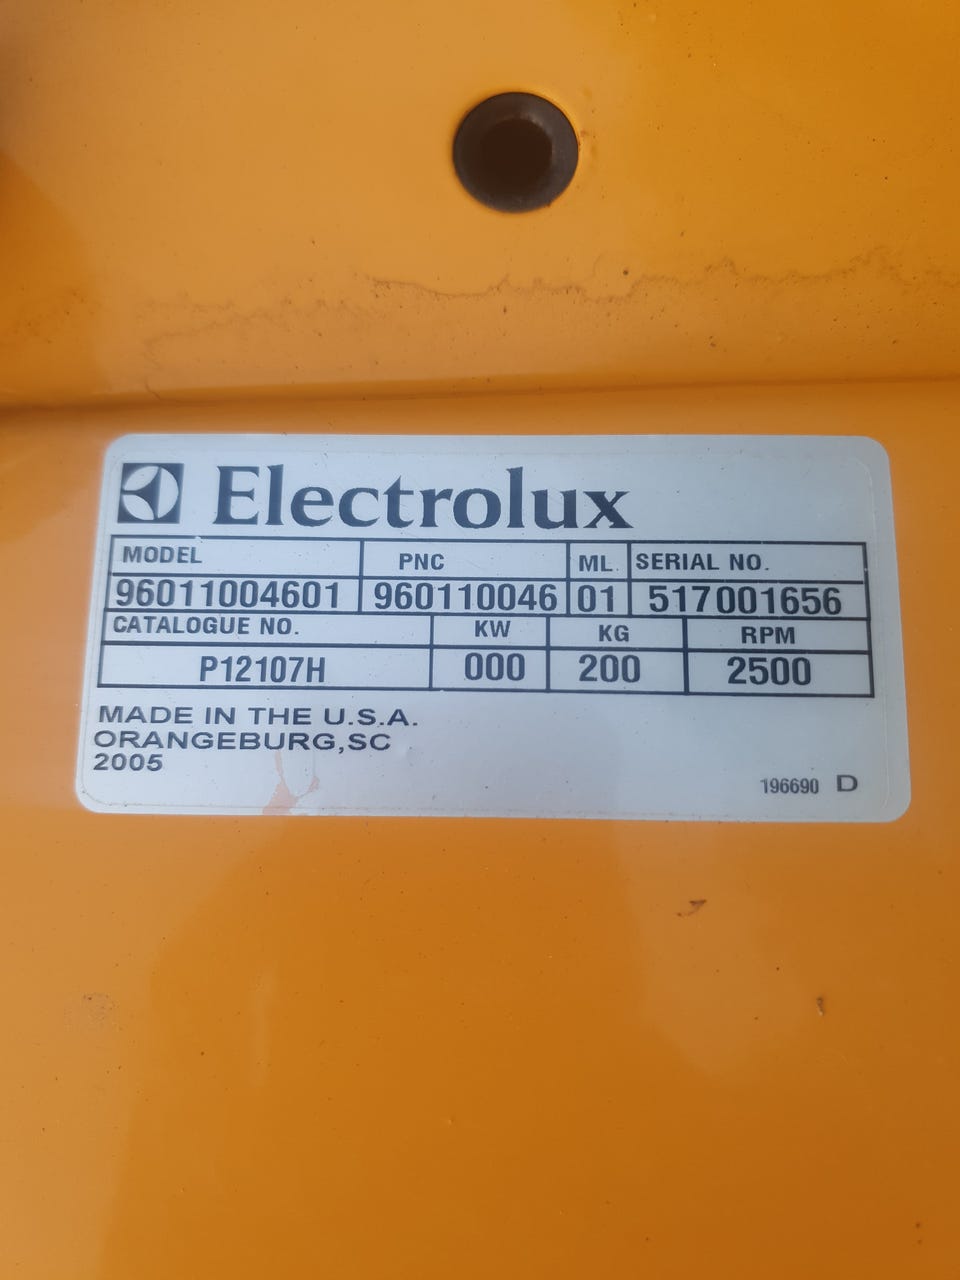 Electrolux
MODEL PNC ML. SERIAL NO.
96011004601 960110046 01 517001656
CATALOGUE NO. KW KG RPM
P12107H 000 200 2500
MADE IN THE U.S.A.
ORANGEBURG,SC
2005
196690 D